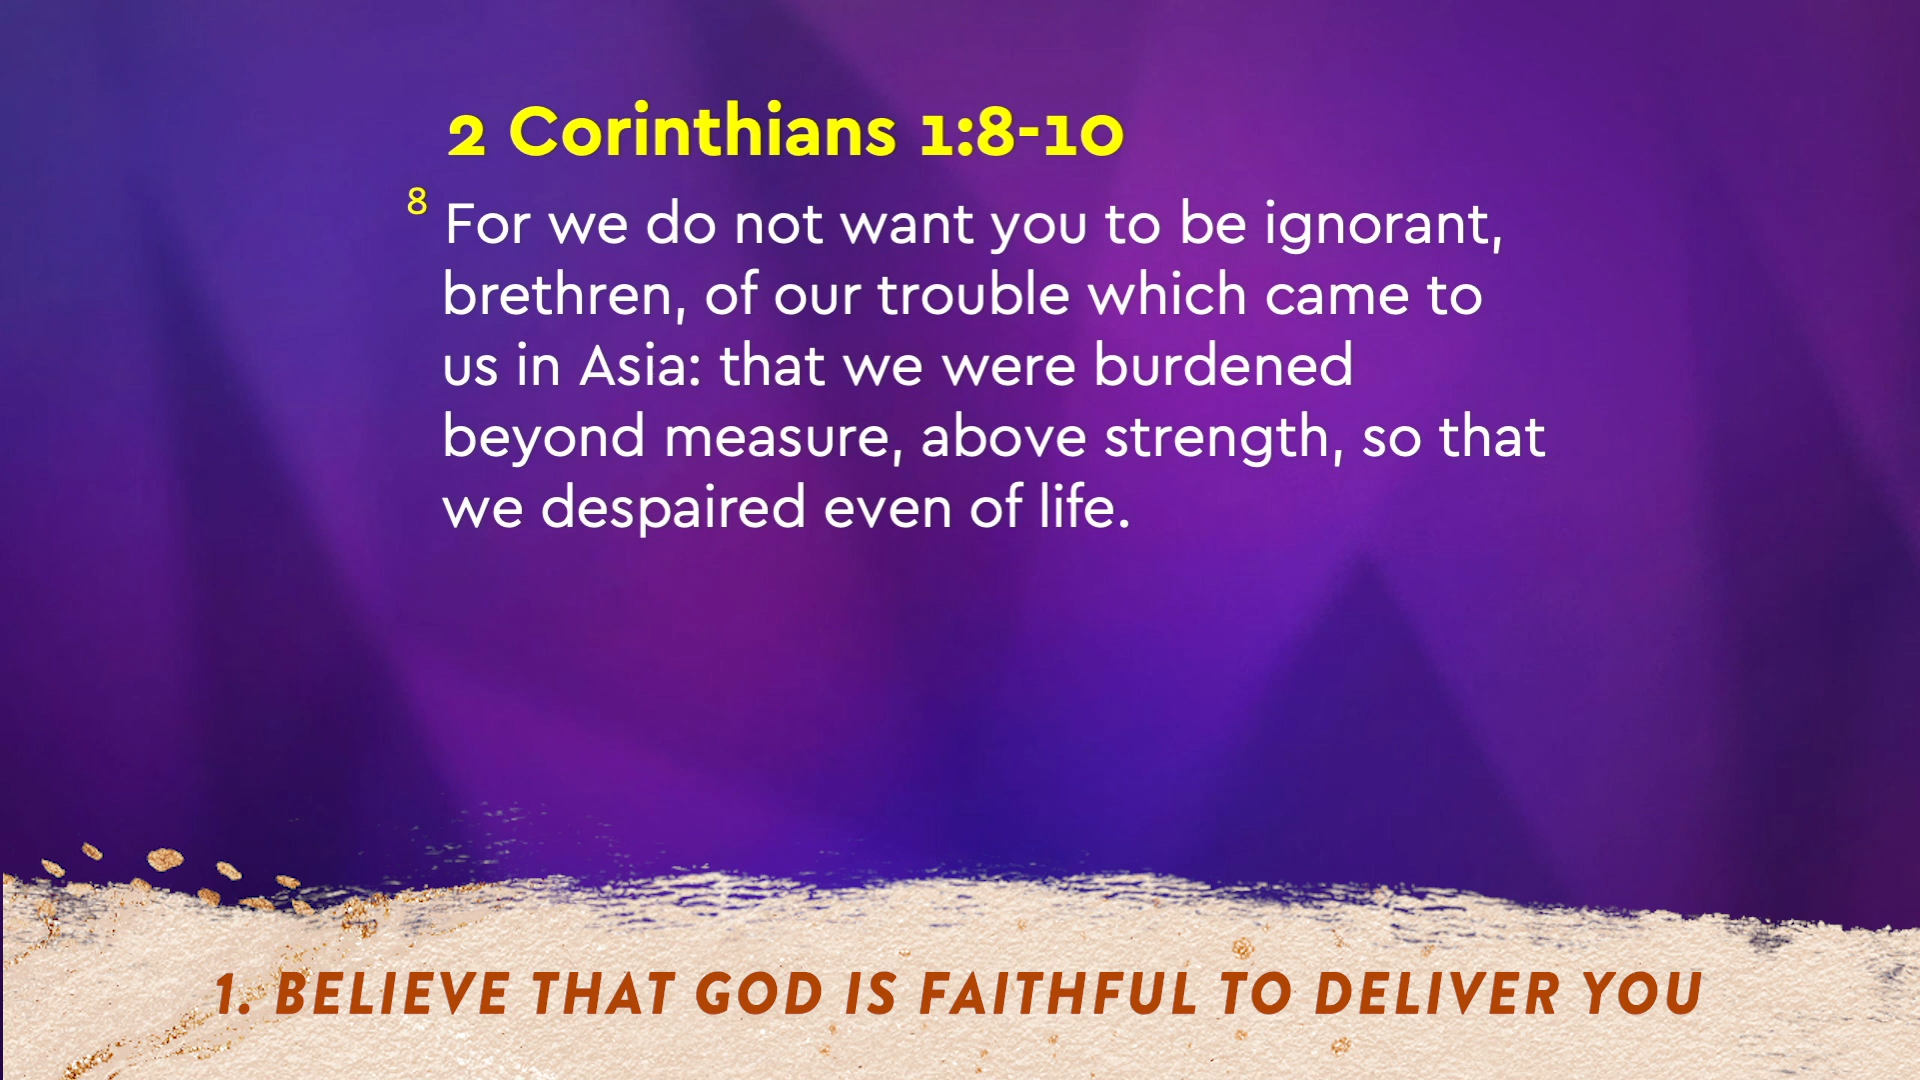 2 Corinthians 1:8-10
8 For we do not want you to be ignorant,
brethren, of our trouble which came to
us in Asia: that we were burdened
beyond measure, above strength, so that
we despaired even of life.
1. BELIEVE THAT GOD IS FAITHFUL TO DELIVER YOU